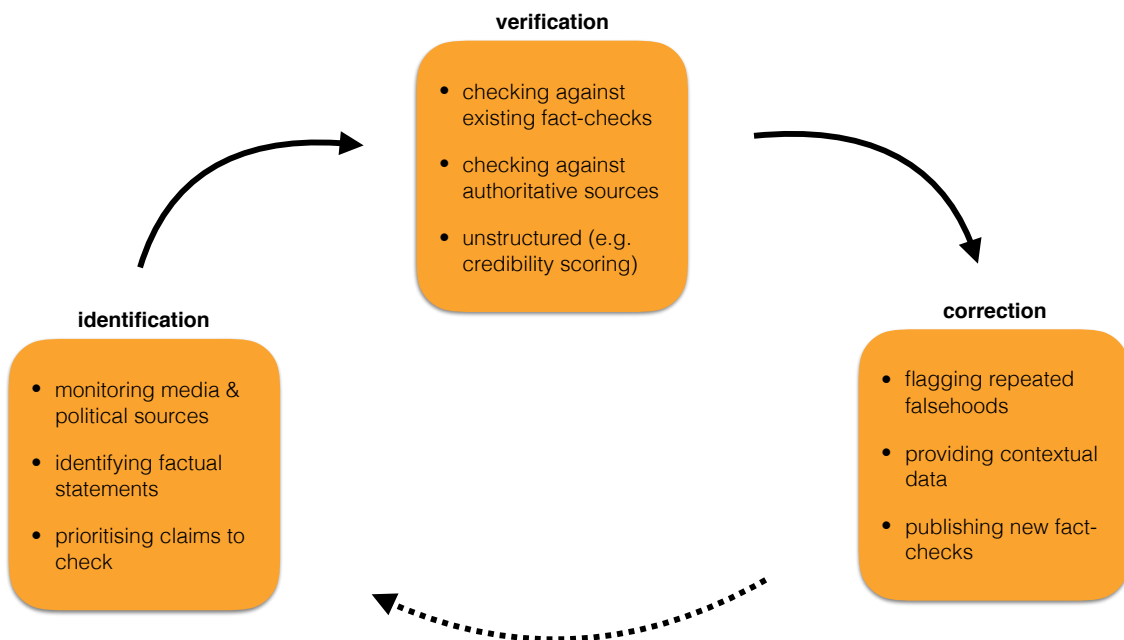 verification
• checking against
existing fact-checks
• checking against
authoritative sources
• unstructured (e.g.
credibility scoring)
identification
• monitoring media &
political sources
• identifying factual
statements
• prioritising claims to
check
correction
• flagging repeated
falsehoods
• providing contextual
data
• publishing new fact-
checks